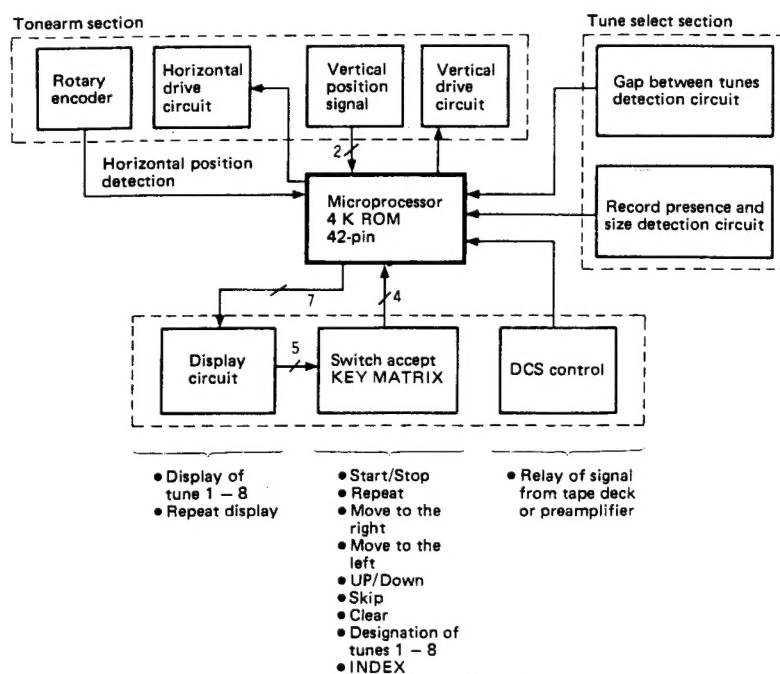 Tonearm section
Tune select section
Rotary
encoder
Horizontal
drive
circuit
Vertical
position
signal
Vertical
drive
circuit
Gap between tunes
detection circuit
Horizontal position
detection
2
Microprocessor
4 K ROM
42-pin
Record presence and
size detection circuit
7
4
Display
circuit
5
Switch accept
KEY MATRIX
DCS control
• Display of
tune 1 – 8
• Repeat display
• Start/Stop
• Repeat
• Move to the
right
• Move to the
left
• UP/Down
• Skip
• Clear
• Designation of
tunes 1 – 8
• INDEX
• Relay of signal
from tape deck
or preamplifier